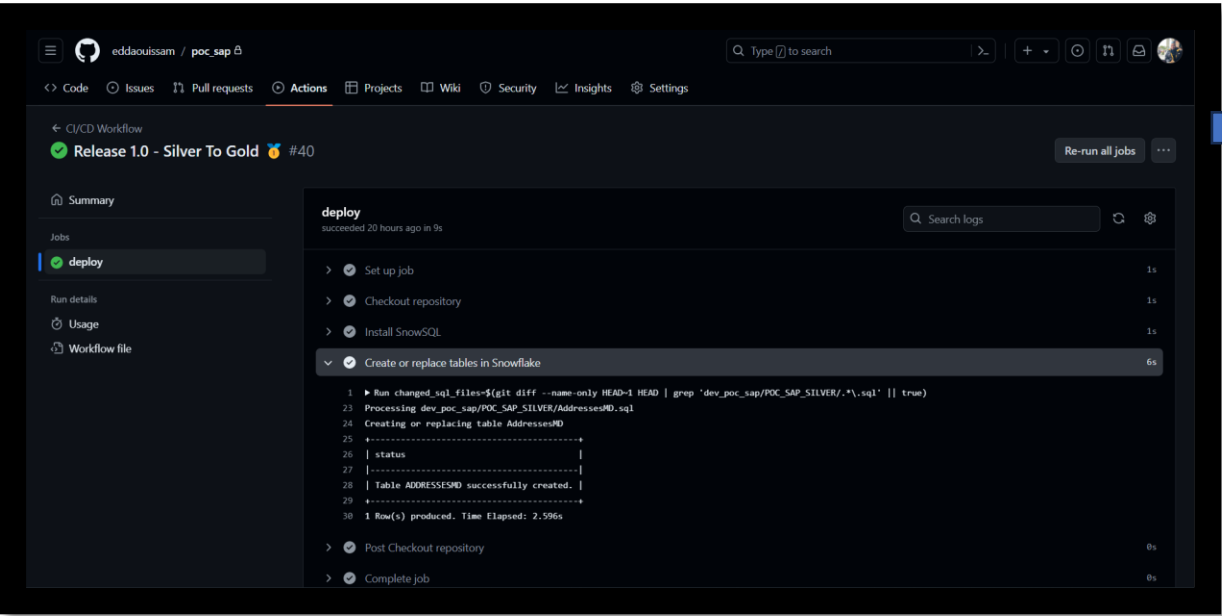 eddaouissam / poc_sap
Type / to search
Code Issues Pull requests Actions Projects Wiki Security Insights Settings
← CI/CD Workflow
Release 1.0 - Silver To Gold 🥇 #40
Re-run all jobs
Summary
Jobs
deploy
Run details
Usage
Workflow file
deploy
succeeded 20 hours ago in 9s
Search logs
Set up job 1s
Checkout repository 1s
Install SnowSQL 1s
Create or replace tables in Snowflake 6s
1 ▶ Run changed_sql_files=$(git diff --name-only HEAD~1 HEAD | grep 'dev_poc_sap/POC_SAP_SILVER/.*\.sql' || true)
23 Processing dev_poc_sap/POC_SAP_SILVER/AddressesMD.sql
24 Creating or replacing table AddressesMD
25 +----------------------------------------+
26 | status                                 |
27 |----------------------------------------|
28 | Table ADDRESSESMD successfully created. |
29 +----------------------------------------+
30 1 Row(s) produced. Time Elapsed: 2.596s
Post Checkout repository 0s
Complete job 0s